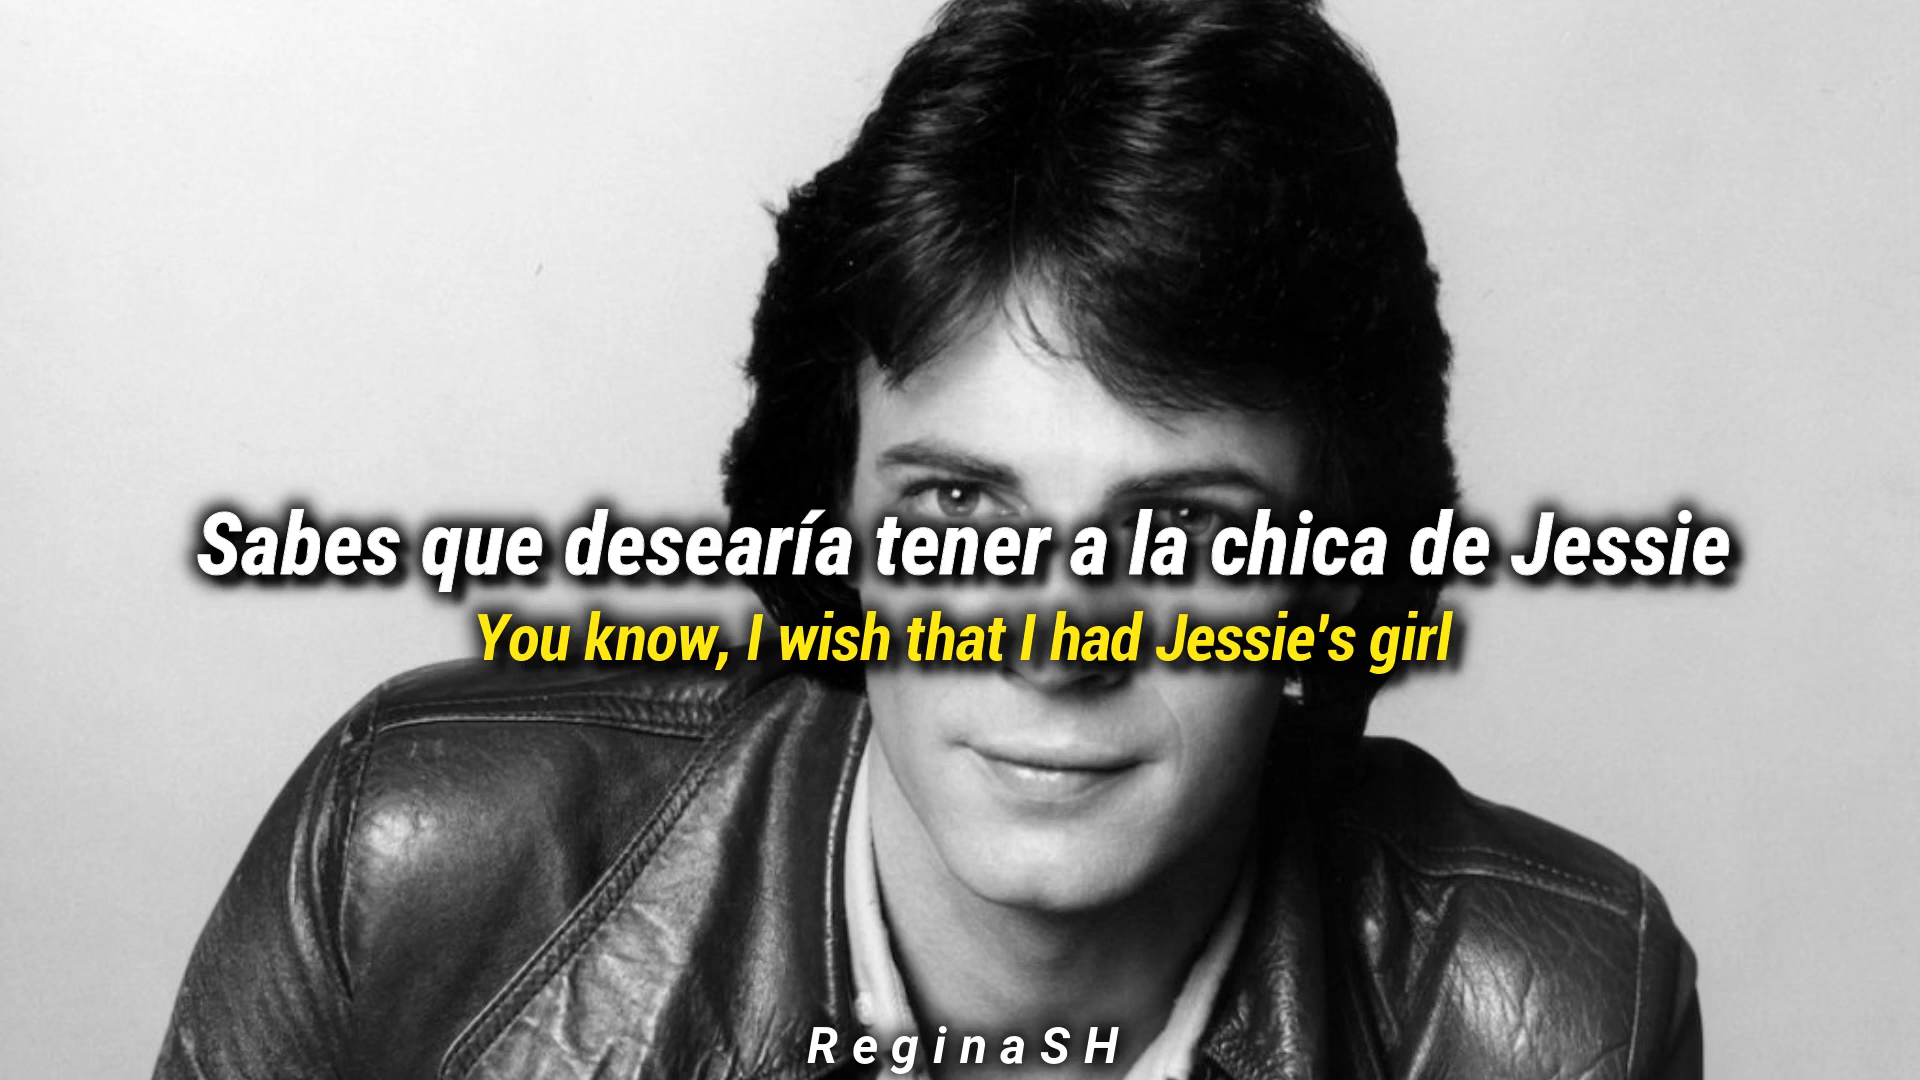 Sabes que desearía tener a la chica de Jessie
You know, I wish that I had Jessie's girl
ReginaSH